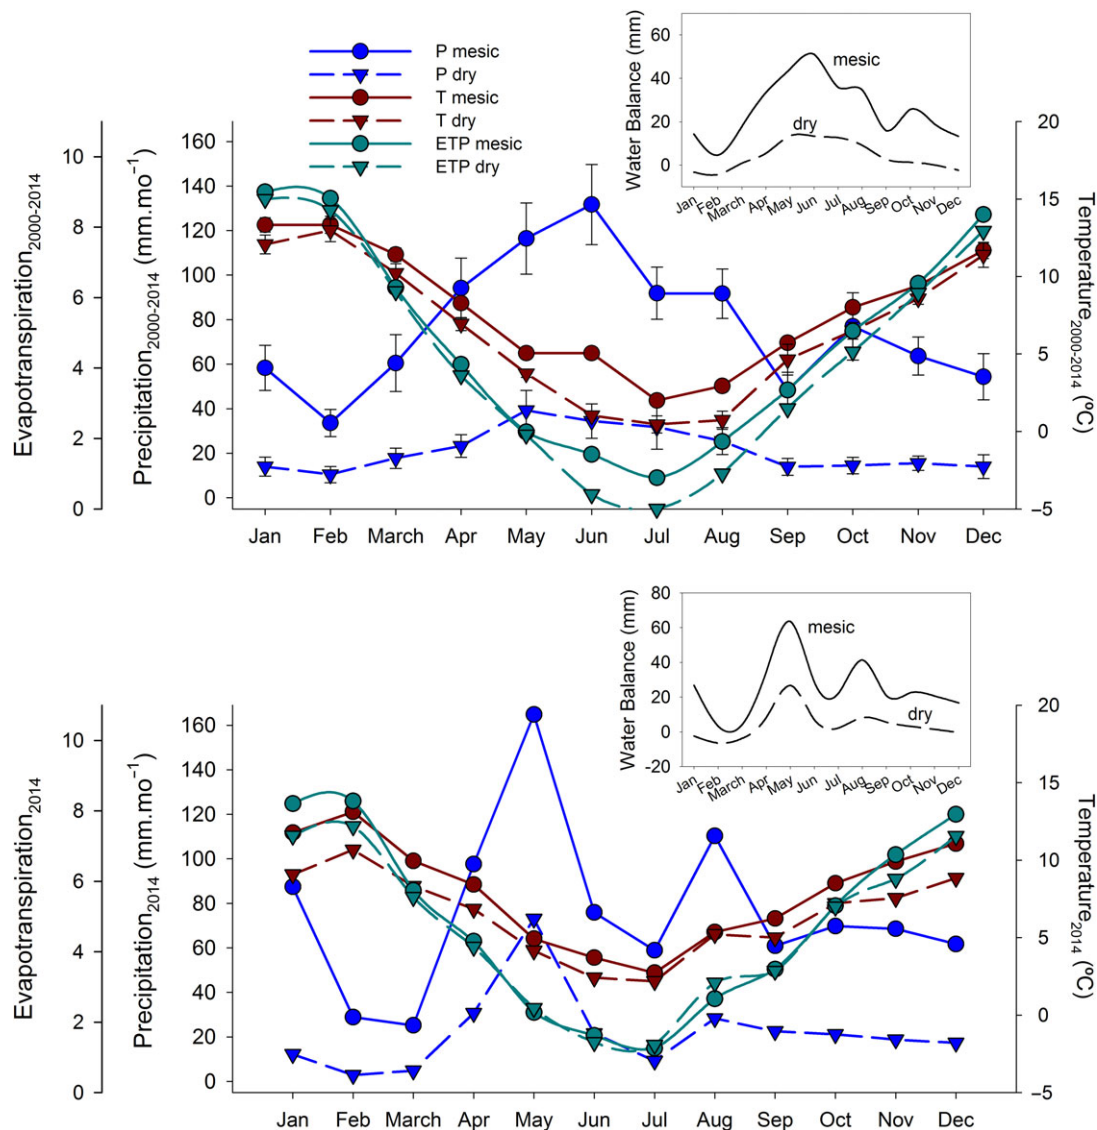 P mesic
P dry
T mesic
T dry
ETP mesic
ETP dry
Evapotranspiration2000-2014
0 2 4 6 8 10
Precipitation2000-2014 (mm.mo−1)
0 20 40 60 80 100 120 140 160
Temperature2000-2014 (ºC)
−5 0 5 10 15 20
Jan Feb March Apr May Jun Jul Aug Sep Oct Nov Dec
Water Balance (mm)
0 20 40 60
mesic
dry
Jan Feb March Apr May Jun Jul Aug Sep Oct Nov Dec
Evapotranspiration2014
0 2 4 6 8 10
Precipitation2014 (mm.mo−1)
0 20 40 60 80 100 120 140 160
Temperature2014 (ºC)
−5 0 5 10 15 20
Jan Feb March Apr May Jun Jul Aug Sep Oct Nov Dec
Water Balance (mm)
-20 0 20 40 60 80
mesic
dry
Jan Feb March Apr May Jun Jul Aug Sep Oct Nov Dec